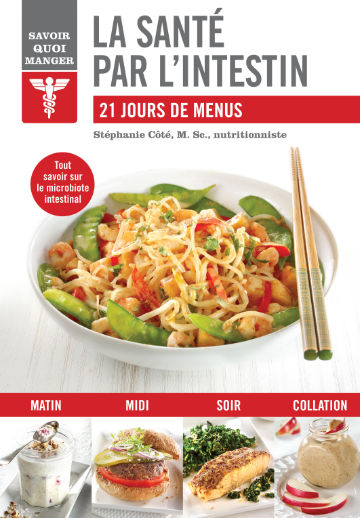 SAVOIR
QUOI
MANGER
LA SANTÉ
PAR L'INTESTIN
21 JOURS DE MENUS
Stéphanie Côté, M. Sc., nutritionniste
Tout
savoir sur
le microbiote
intestinal
MATIN
MIDI
SOIR
COLLATION